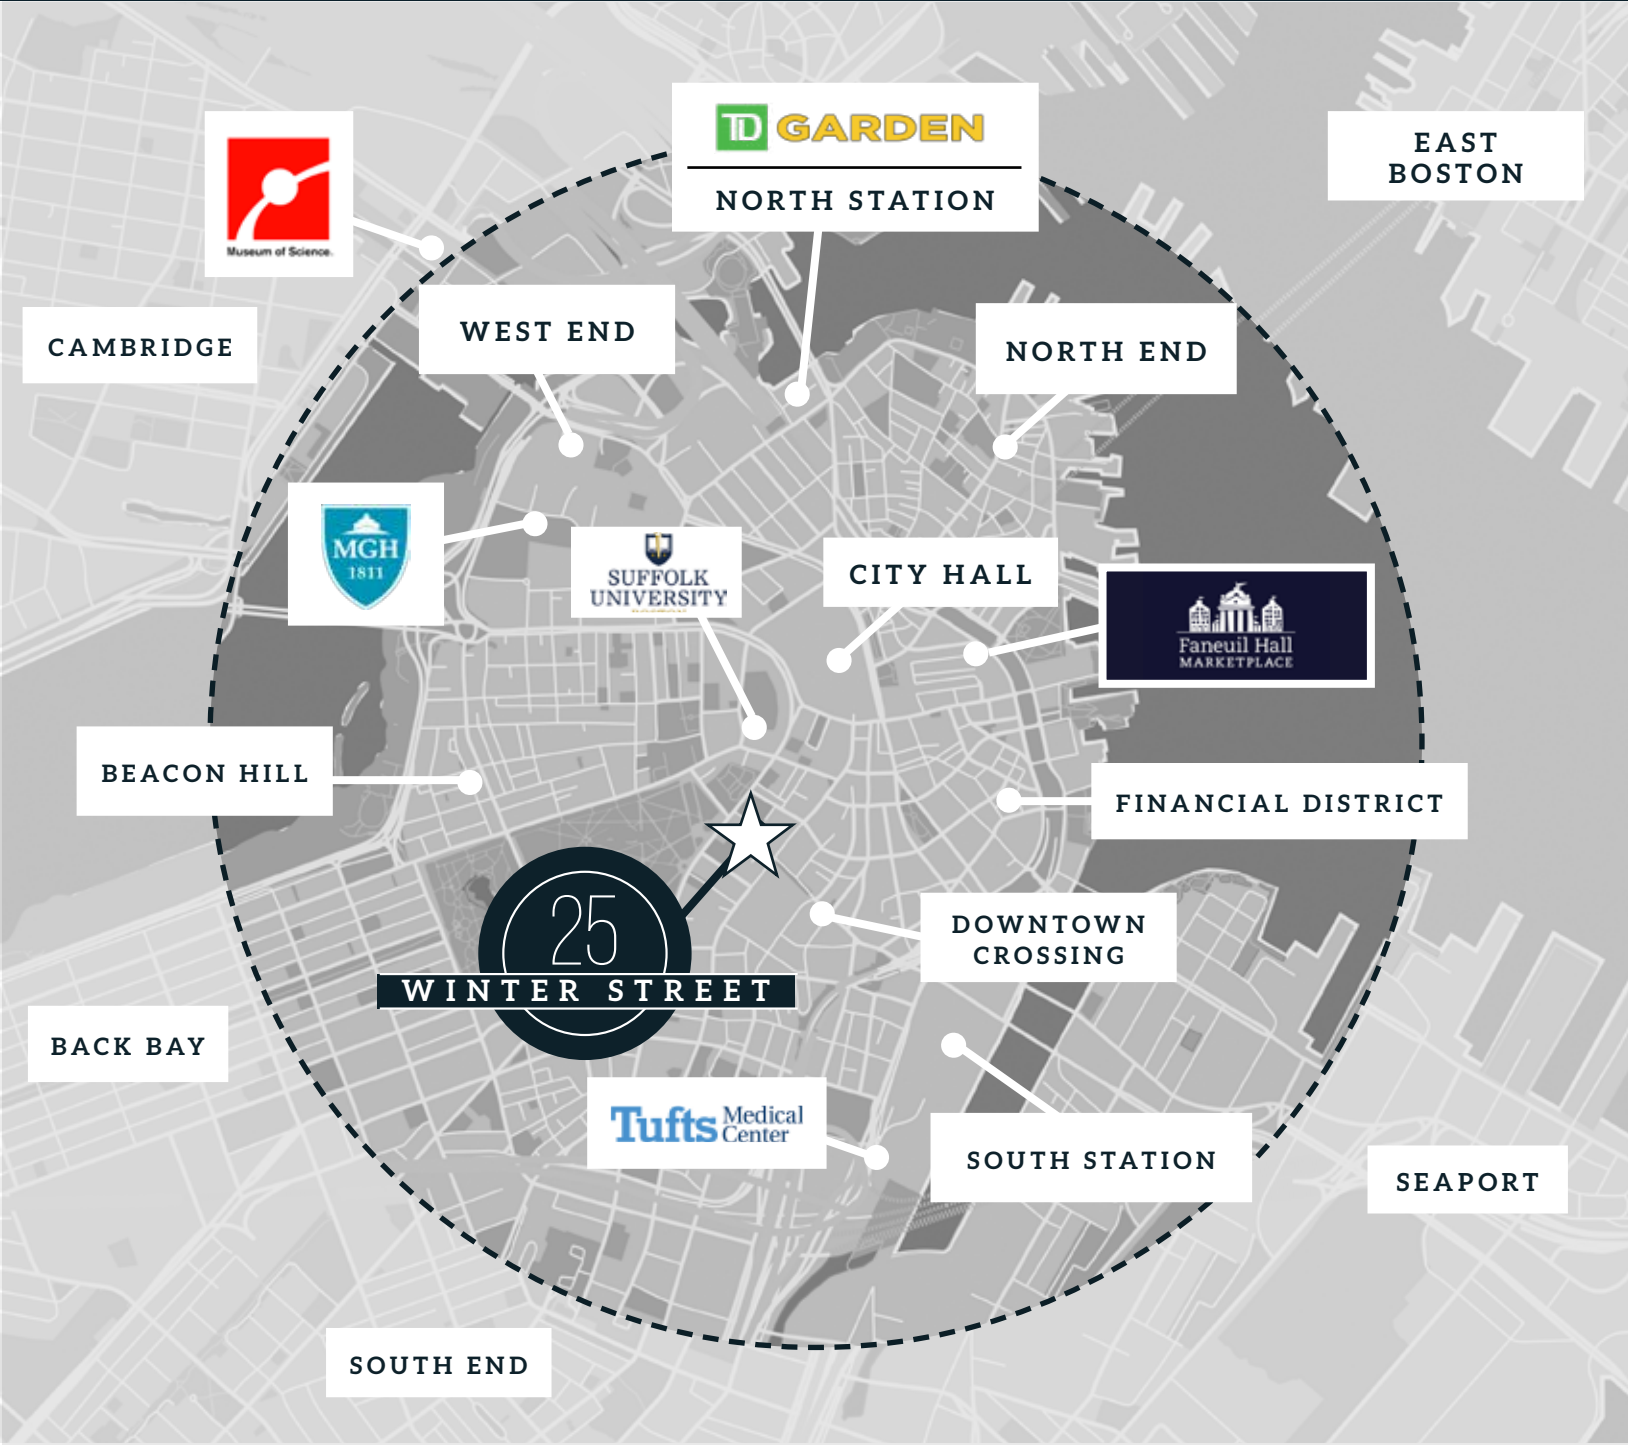 TD GARDEN
NORTH STATION
EAST
BOSTON
Museum of Science.
WEST END
CAMBRIDGE
NORTH END
MGH
1811
SUFFOLK
UNIVERSITY
CITY HALL
Faneuil Hall
MARKETPLACE
BEACON HILL
FINANCIAL DISTRICT
25
WINTER STREET
DOWNTOWN
CROSSING
BACK BAY
Tufts Medical
Center
SOUTH STATION
SEAPORT
SOUTH END